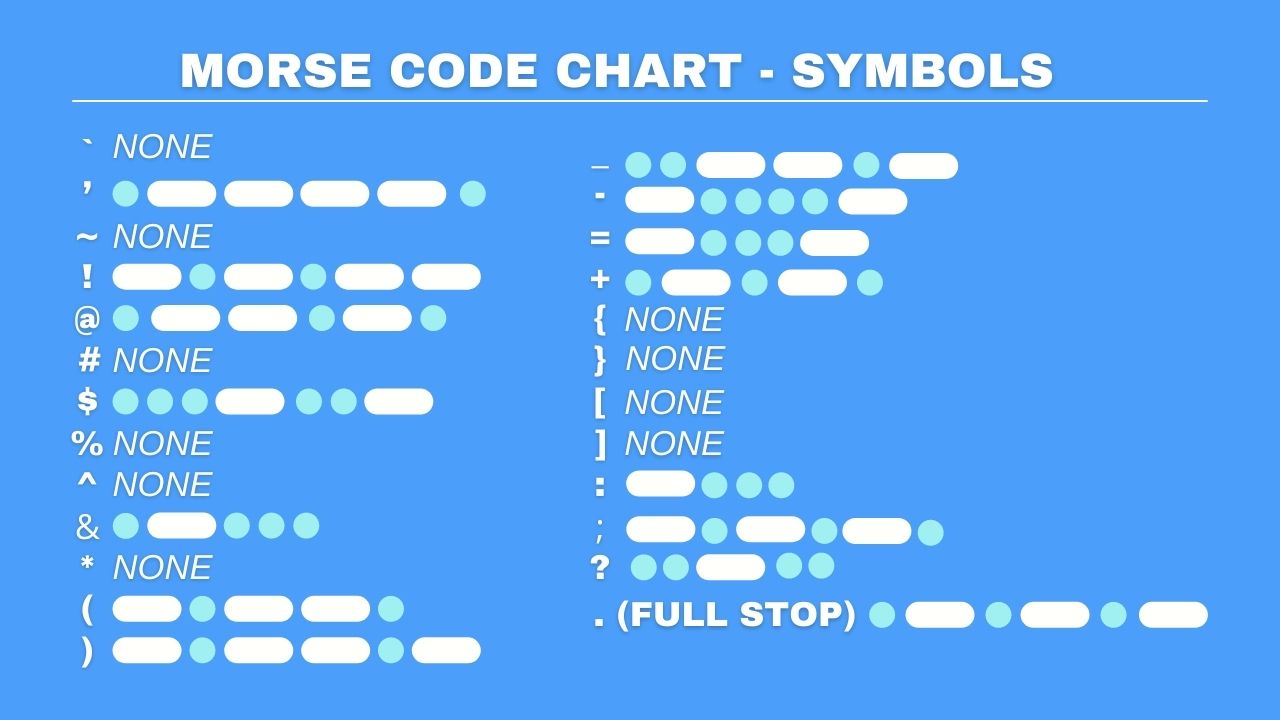 MORSE CODE CHART - SYMBOLS
` NONE
’
~ NONE
!
@
# NONE
$
% NONE
^ NONE
&
* NONE
(
)
_
-
=
+
{ NONE
} NONE
[ NONE
] NONE
:
;
?
. (FULL STOP)